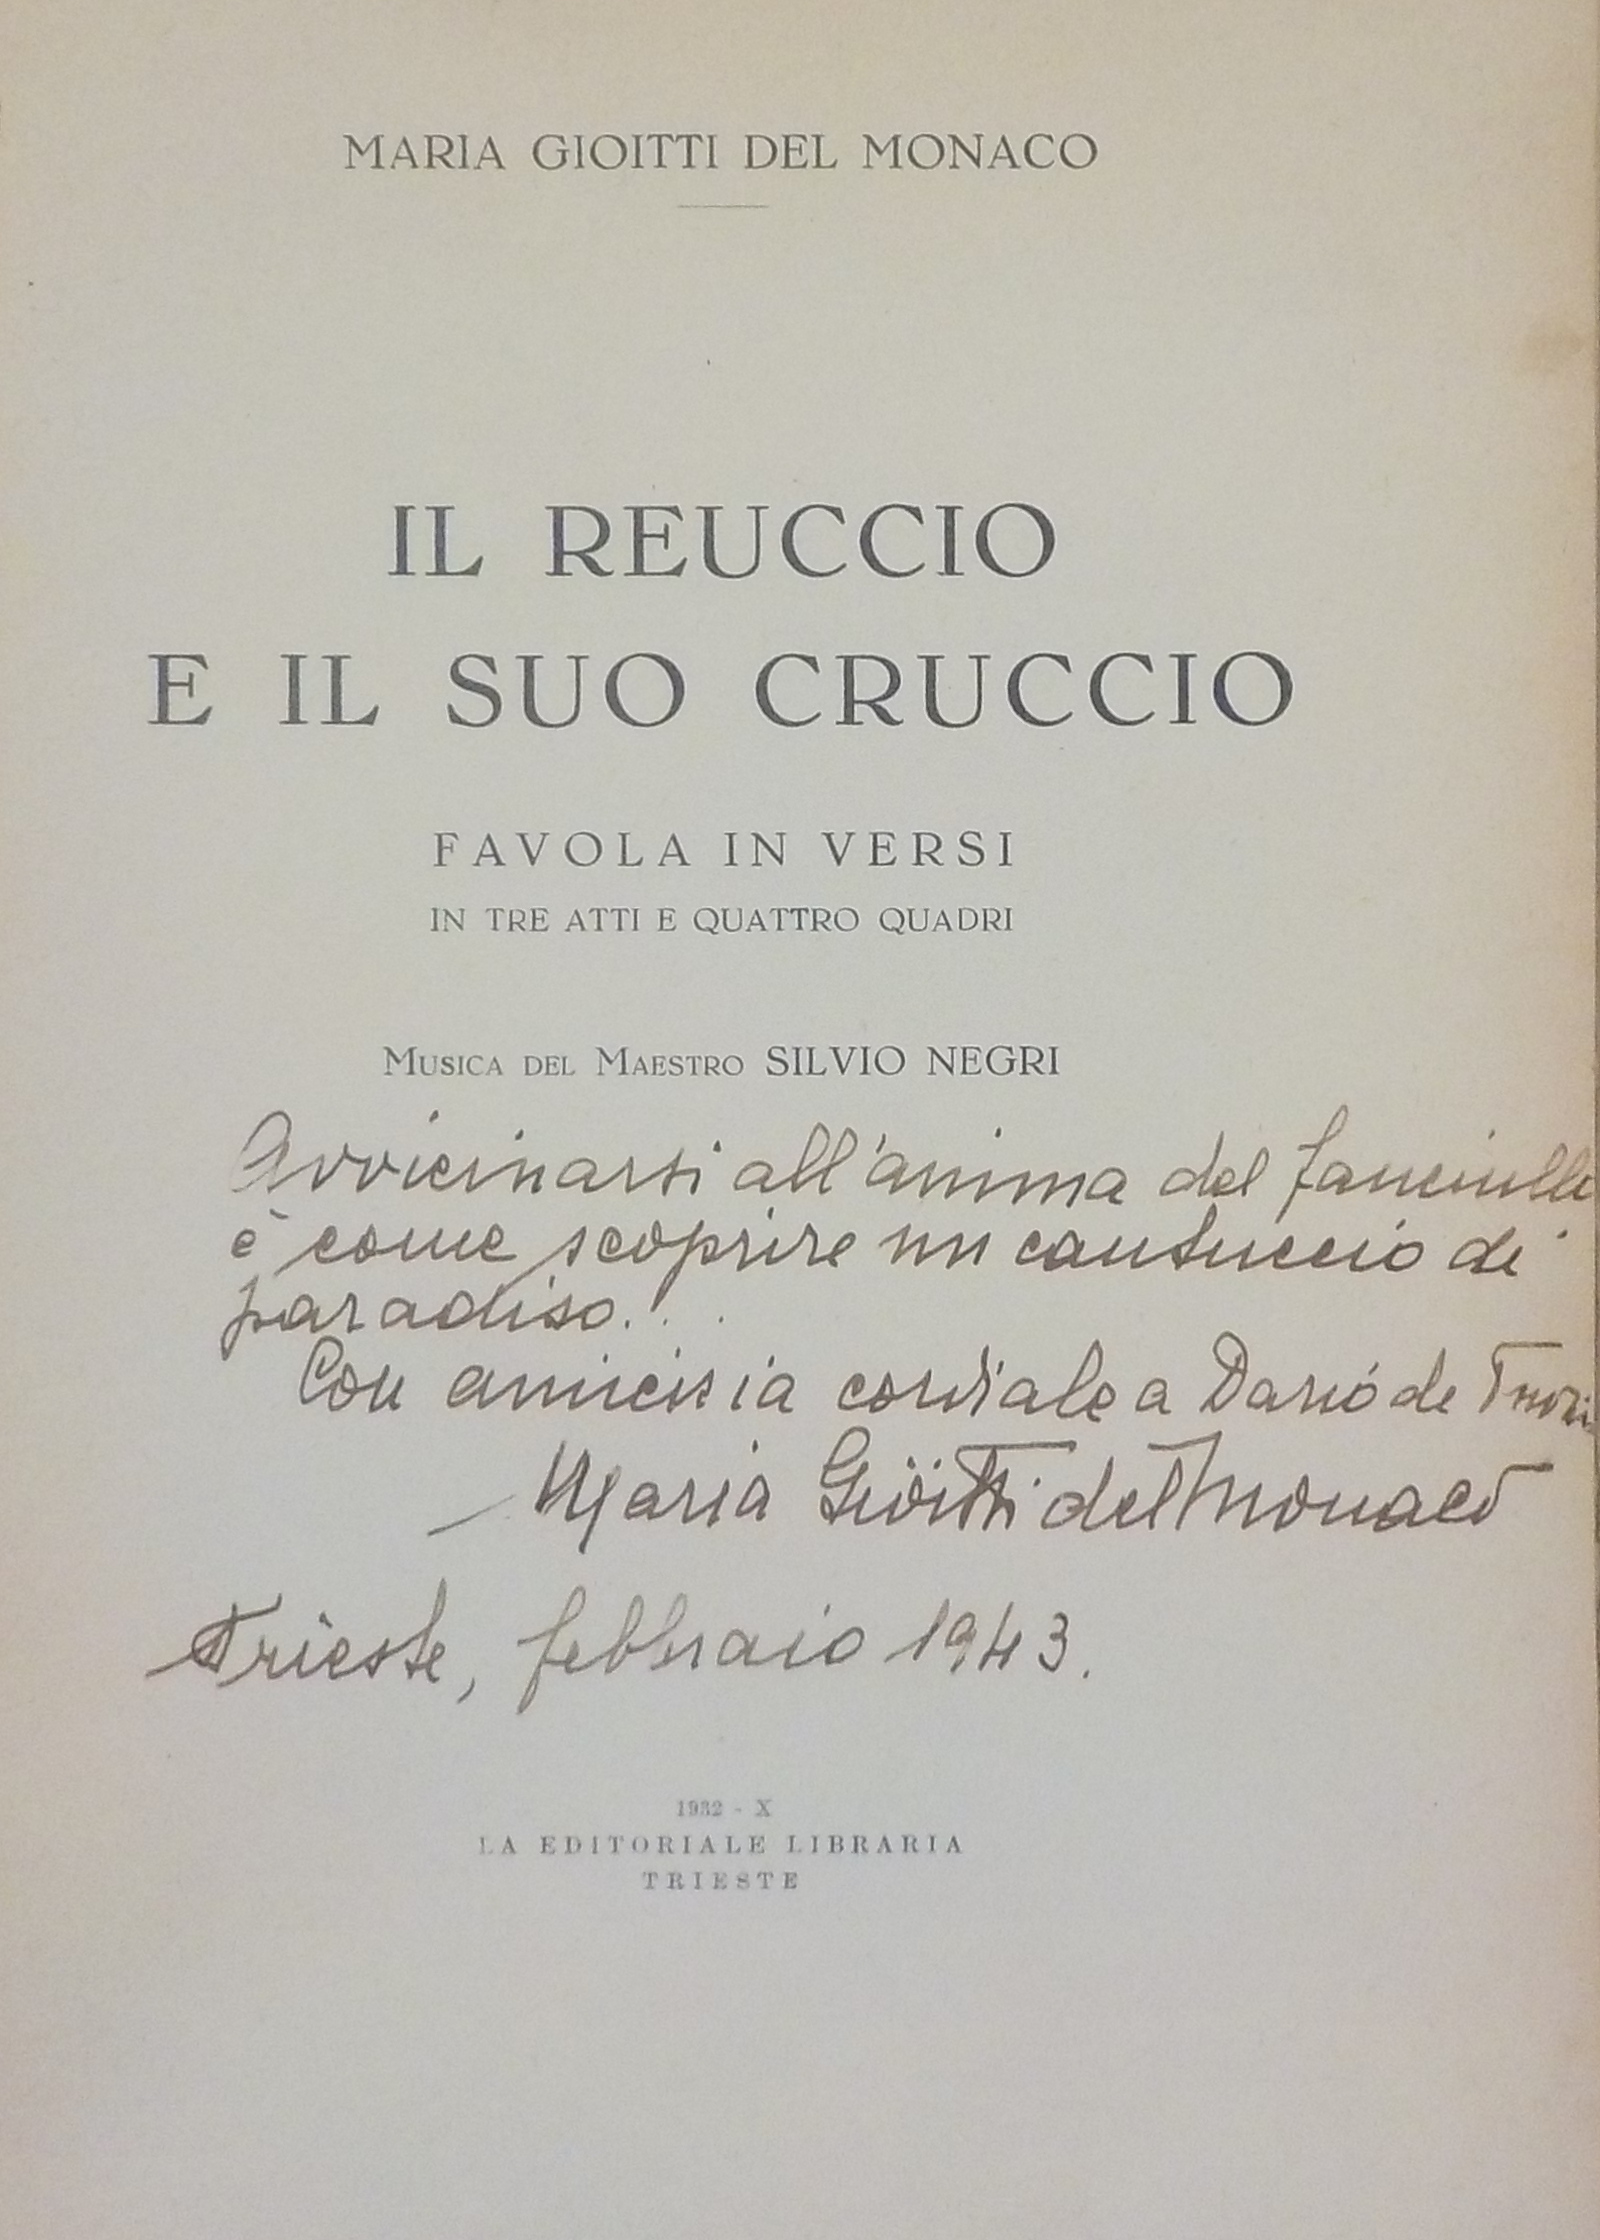 MARIA GIOITTI DEL MONACO
IL REUCCIO
E IL SUO CRUCCIO
FAVOLA IN VERSI
IN TRE ATTI E QUATTRO QUADRI
MUSICA DEL MAESTRO SILVIO NEGRI
Avvicinarsi all'anima del fanciullo
è come scoprire un cantuccio di
paradiso...
Con amicizia cordiale a Dario de
Maria Gioitti del Monaco
Trieste, febbraio 1943.
1932 - X
LA EDITORIALE LIBRARIA
TRIESTE